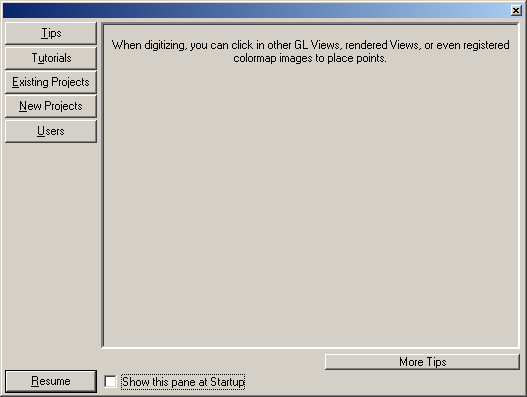 Tips
Tutorials
Existing Projects
New Projects
Users
When digitizing, you can click in other GL Views, rendered Views, or even registered
colormap images to place points.
More Tips
Resume
Show this pane at Startup